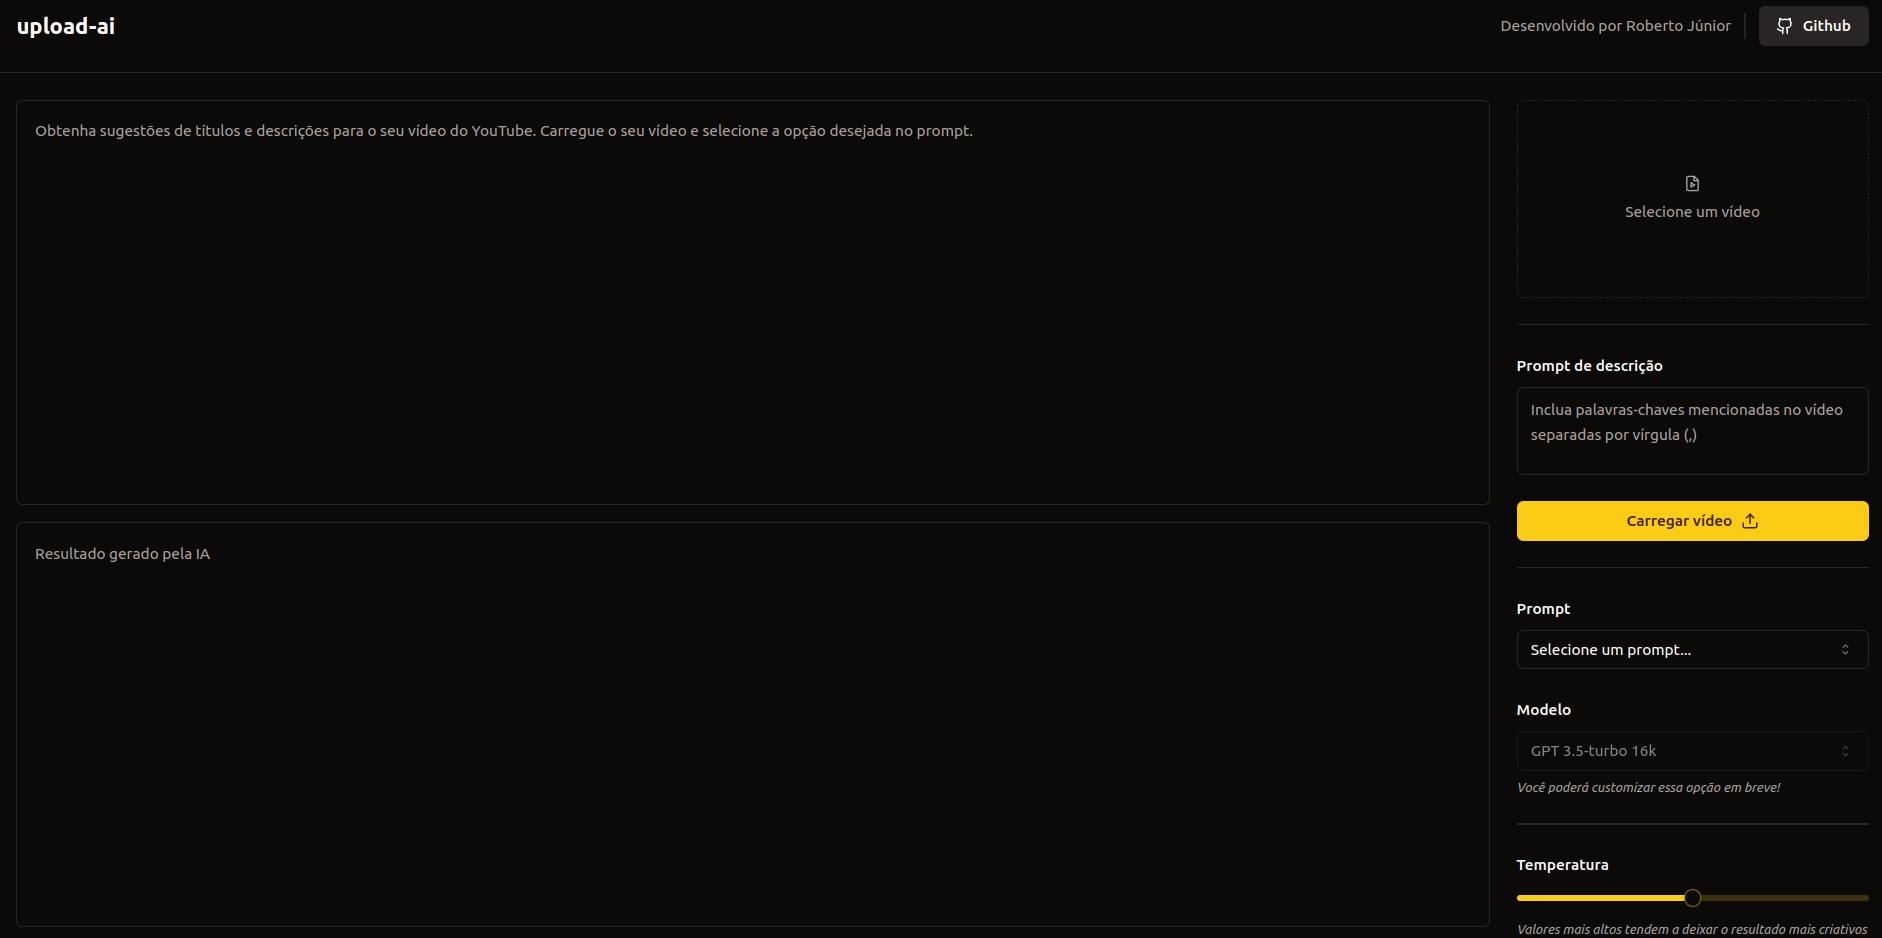 upload-ai
Desenvolvido por Roberto Júnior
Github
Obtenha sugestões de títulos e descrições para o seu vídeo do YouTube. Carregue o seu vídeo e selecione a opção desejada no prompt.
Resultado gerado pela IA
Selecione um vídeo
Prompt de descrição
Inclua palavras-chaves mencionadas no vídeo
separadas por vírgula (,)
Carregar vídeo
Prompt
Selecione um prompt...
Modelo
GPT 3.5-turbo 16k
Você poderá customizar essa opção em breve!
Temperatura
Valores mais altos tendem a deixar o resultado mais criativos